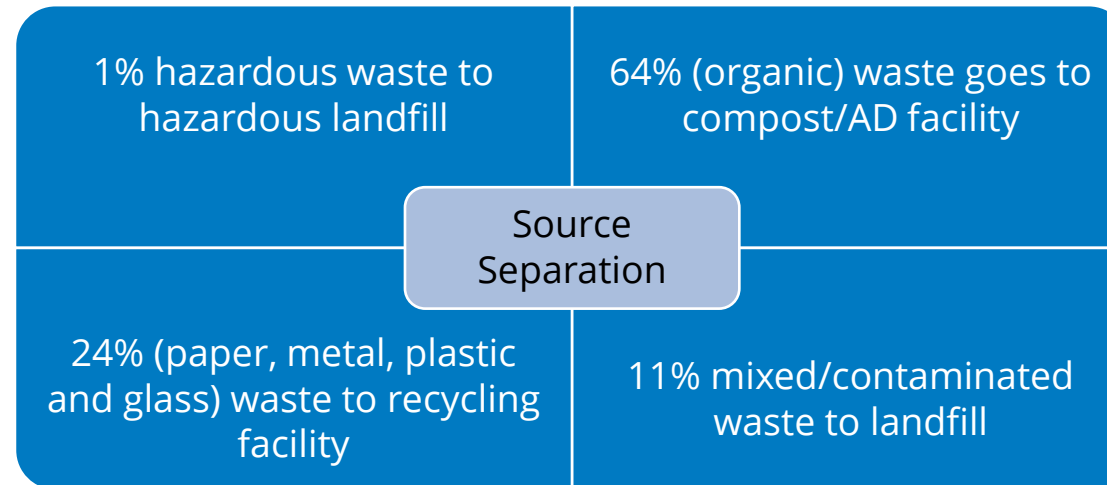 1% hazardous waste to
hazardous landfill
64% (organic) waste goes to
compost/AD facility
Source
Separation
24% (paper, metal, plastic
and glass) waste to recycling
facility
11% mixed/contaminated
waste to landfill